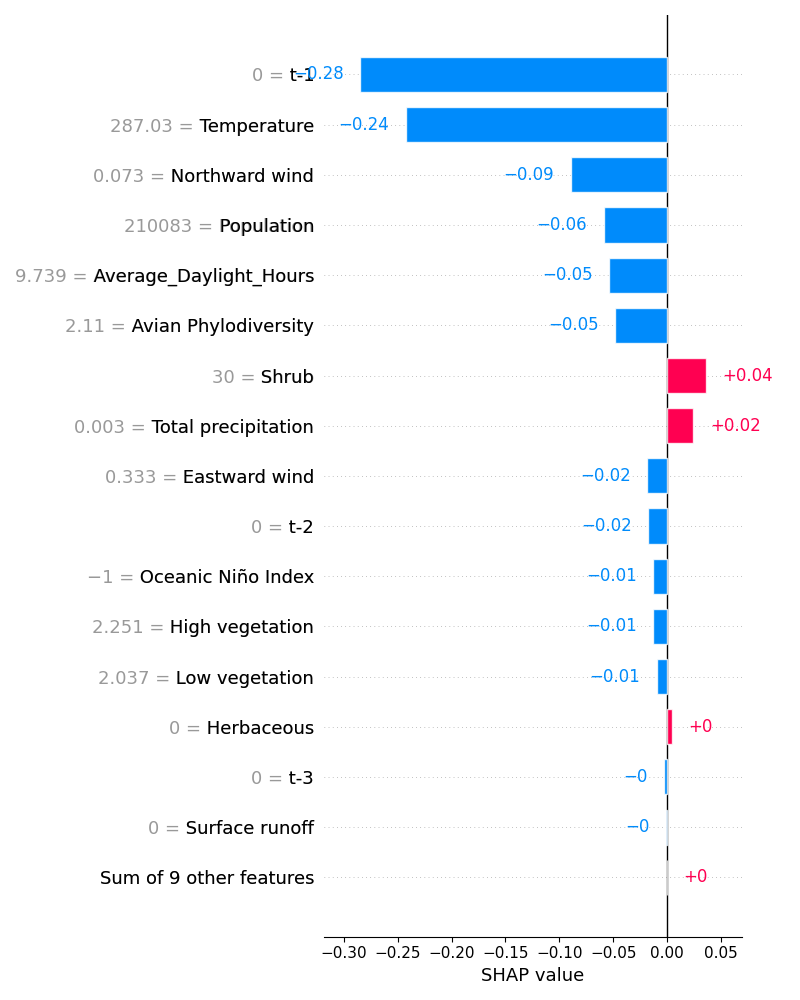 0 = t-1 −0.28
287.03 = Temperature −0.24
0.073 = Northward wind −0.09
210083 = Population −0.06
9.739 = Average_Daylight_Hours −0.05
2.11 = Avian Phylodiversity −0.05
30 = Shrub +0.04
0.003 = Total precipitation +0.02
0.333 = Eastward wind −0.02
0 = t-2 −0.02
−1 = Oceanic Niño Index −0.01
2.251 = High vegetation −0.01
2.037 = Low vegetation −0.01
0 = Herbaceous +0
0 = t-3 −0
0 = Surface runoff −0
Sum of 9 other features +0
−0.30 −0.25 −0.20 −0.15 −0.10 −0.05 0.00 0.05
SHAP value